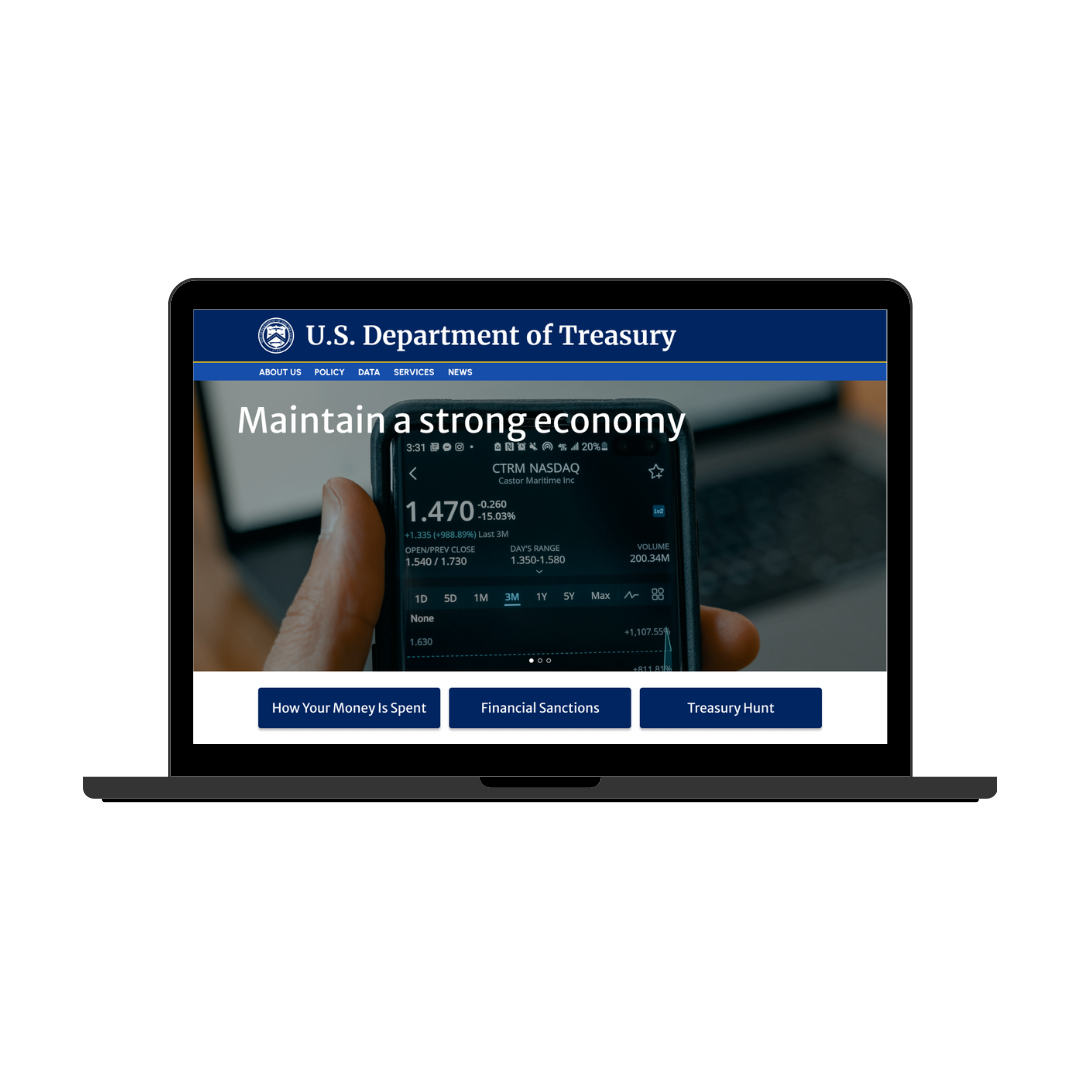 U.S. Department of Treasury
ABOUT US POLICY DATA SERVICES NEWS
Maintain a strong economy
3:31 20%
CTRM NASDAQ
Castor Maritime Inc
1.470 -0.260
-15.03%
+1.335 (+988.89%) Last 3M
OPEN/PREV CLOSE DAY'S RANGE VOLUME
1.540 / 1.730 1.350-1.580 200.34M
1D 5D 1M 3M 1Y 5Y Max
None
1.630 +1,107.55%
+811.81%
How Your Money Is Spent Financial Sanctions Treasury Hunt